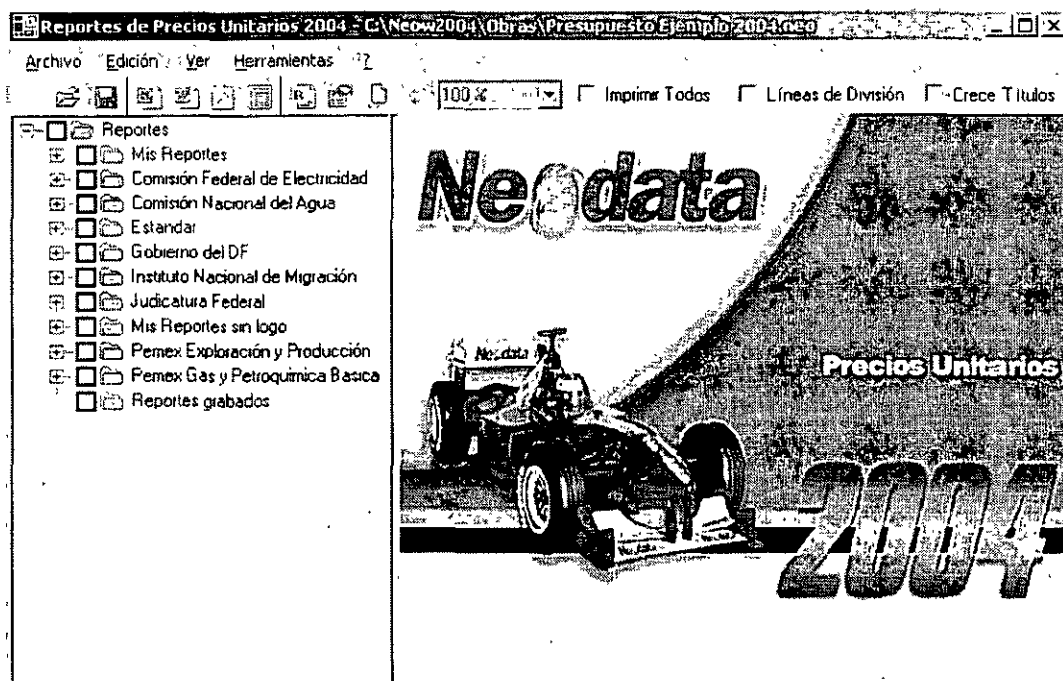 Reportes de Precios Unitarios 2004 - C:\Neow2004\Obras\Presupuesto Ejemplo 2004.neo
Archivo Edición Ver Herramientas ?
100 % Imprimir Todos Líneas de División Crece Títulos
Reportes
Mis Reportes
Comisión Federal de Electricidad
Comisión Nacional del Agua
Estandar
Gobierno del DF
Instituto Nacional de Migración
Judicatura Federal
Mis Reportes sin logo
Pemex Exploración y Producción
Pemex Gas y Petroquímica Basica
Reportes grabados
Neodata
Neodata
Precios Unitarios
2004